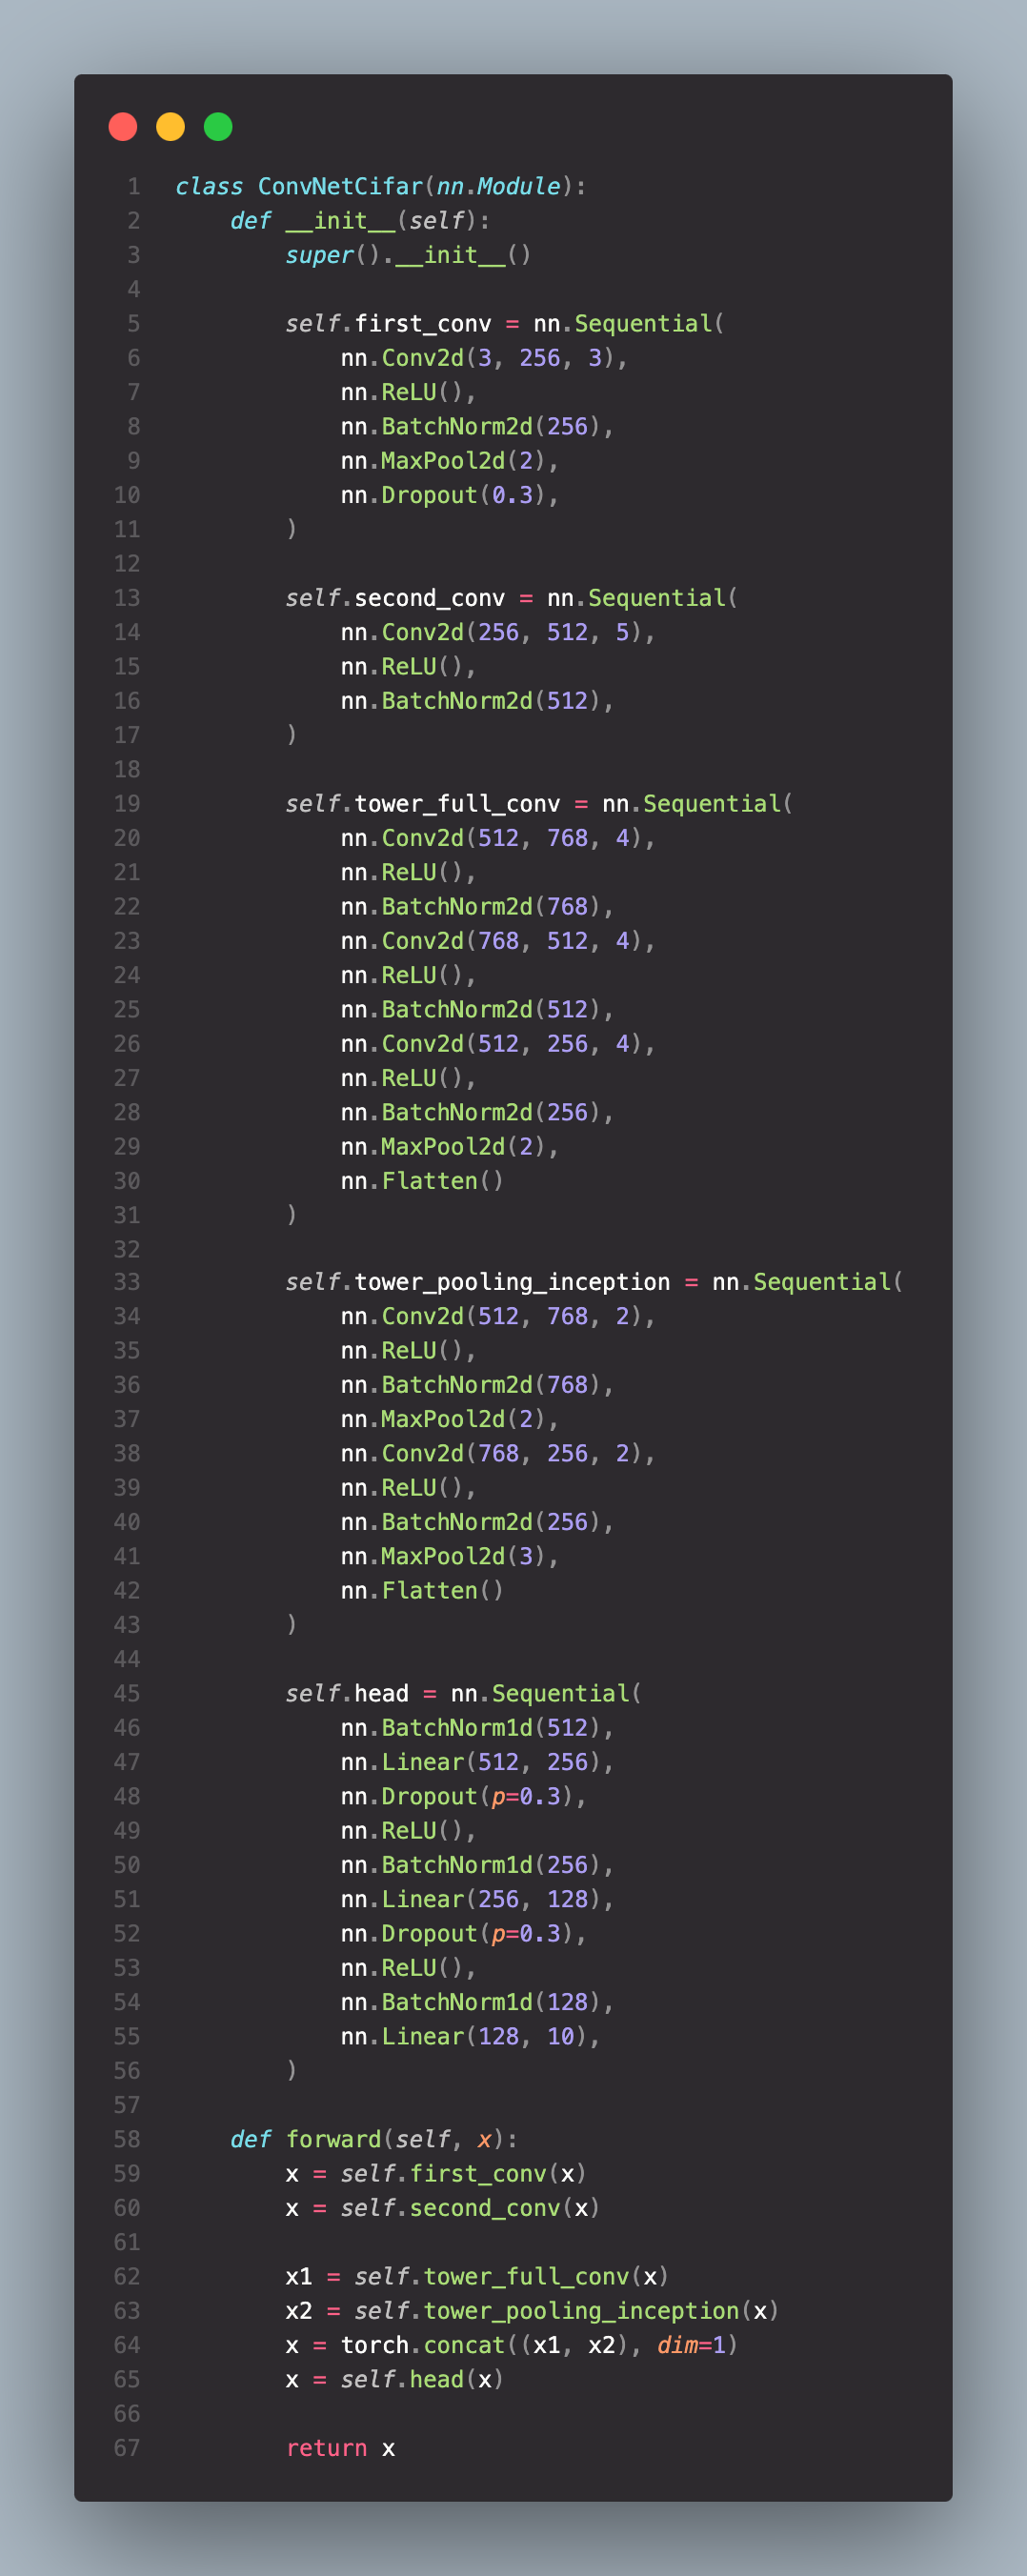 1 class ConvNetCifar(nn.Module):
2     def __init__(self):
3         super().__init__()
4
5         self.first_conv = nn.Sequential(
6             nn.Conv2d(3, 256, 3),
7             nn.ReLU(),
8             nn.BatchNorm2d(256),
9             nn.MaxPool2d(2),
10             nn.Dropout(0.3),
11         )
12
13         self.second_conv = nn.Sequential(
14             nn.Conv2d(256, 512, 5),
15             nn.ReLU(),
16             nn.BatchNorm2d(512),
17         )
18
19         self.tower_full_conv = nn.Sequential(
20             nn.Conv2d(512, 768, 4),
21             nn.ReLU(),
22             nn.BatchNorm2d(768),
23             nn.Conv2d(768, 512, 4),
24             nn.ReLU(),
25             nn.BatchNorm2d(512),
26             nn.Conv2d(512, 256, 4),
27             nn.ReLU(),
28             nn.BatchNorm2d(256),
29             nn.MaxPool2d(2),
30             nn.Flatten()
31         )
32
33         self.tower_pooling_inception = nn.Sequential(
34             nn.Conv2d(512, 768, 2),
35             nn.ReLU(),
36             nn.BatchNorm2d(768),
37             nn.MaxPool2d(2),
38             nn.Conv2d(768, 256, 2),
39             nn.ReLU(),
40             nn.BatchNorm2d(256),
41             nn.MaxPool2d(3),
42             nn.Flatten()
43         )
44
45         self.head = nn.Sequential(
46             nn.BatchNorm1d(512),
47             nn.Linear(512, 256),
48             nn.Dropout(p=0.3),
49             nn.ReLU(),
50             nn.BatchNorm1d(256),
51             nn.Linear(256, 128),
52             nn.Dropout(p=0.3),
53             nn.ReLU(),
54             nn.BatchNorm1d(128),
55             nn.Linear(128, 10),
56         )
57
58     def forward(self, x):
59         x = self.first_conv(x)
60         x = self.second_conv(x)
61
62         x1 = self.tower_full_conv(x)
63         x2 = self.tower_pooling_inception(x)
64         x = torch.concat((x1, x2), dim=1)
65         x = self.head(x)
66
67         return x